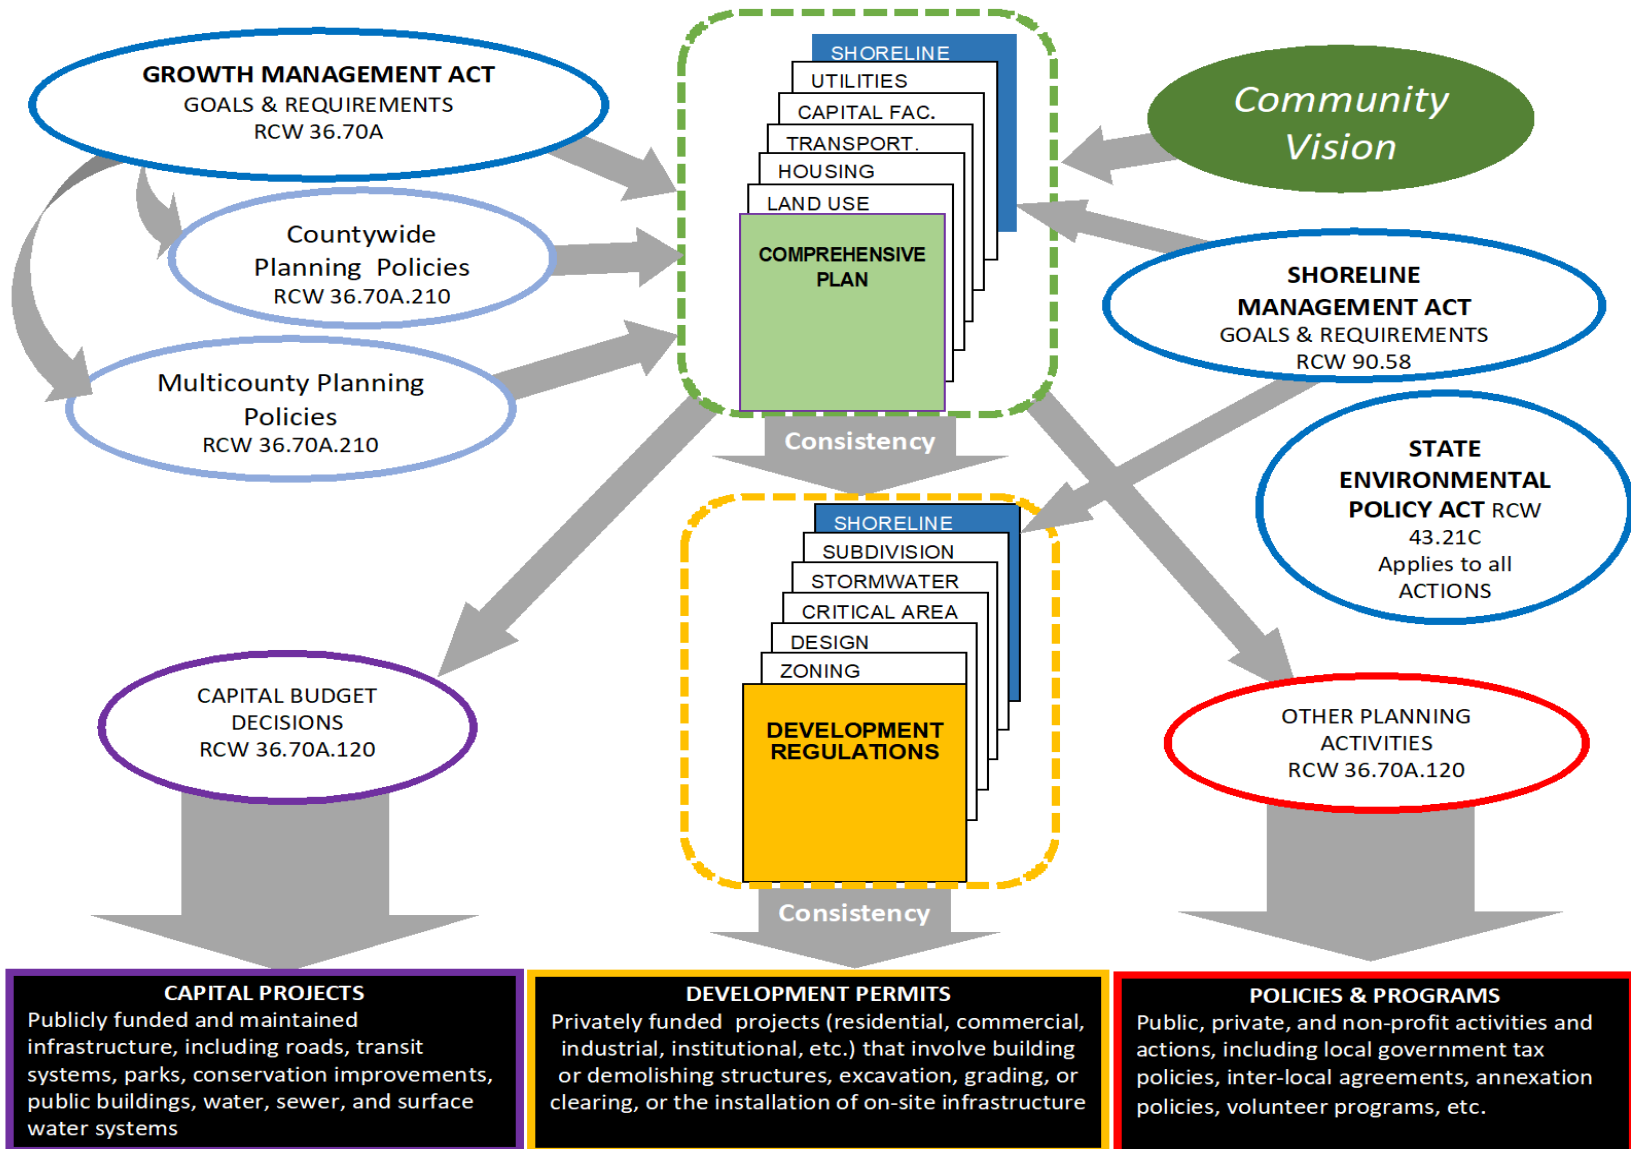 GROWTH MANAGEMENT ACT
GOALS & REQUIREMENTS
RCW 36.70A
Countywide
Planning Policies
RCW 36.70A.210
Multicounty Planning
Policies
RCW 36.70A.210
SHORELINE
UTILITIES
CAPITAL FAC.
TRANSPORT.
HOUSING
LAND USE
COMPREHENSIVE
PLAN
Community
Vision
SHORELINE
MANAGEMENT ACT
GOALS & REQUIREMENTS
RCW 90.58
STATE
ENVIRONMENTAL
POLICY ACT RCW
43.21C
Applies to all
ACTIONS
Consistency
SHORELINE
SUBDIVISION
STORMWATER
CRITICAL AREA
DESIGN
ZONING
DEVELOPMENT
REGULATIONS
CAPITAL BUDGET
DECISIONS
RCW 36.70A.120
OTHER PLANNING
ACTIVITIES
RCW 36.70A.120
Consistency
CAPITAL PROJECTS
Publicly funded and maintained
infrastructure, including roads, transit
systems, parks, conservation improvements,
public buildings, water, sewer, and surface
water systems
DEVELOPMENT PERMITS
Privately funded projects (residential, commercial,
industrial, institutional, etc.) that involve building
or demolishing structures, excavation, grading, or
clearing, or the installation of on-site infrastructure
POLICIES & PROGRAMS
Public, private, and non-profit activities and
actions, including local government tax
policies, inter-local agreements, annexation
policies, volunteer programs, etc.